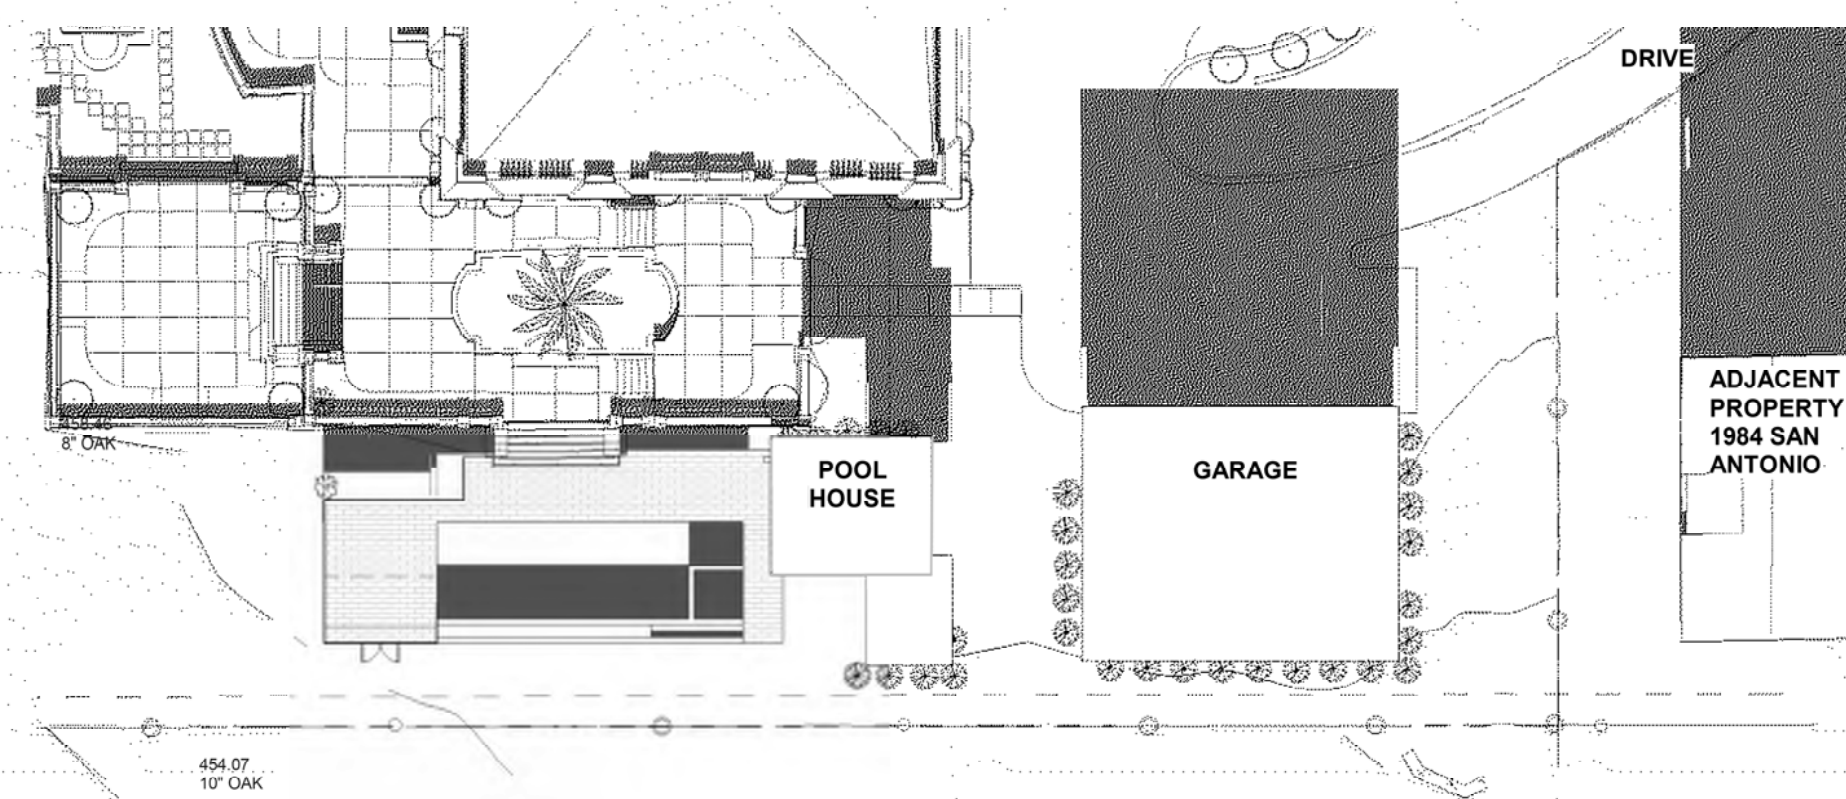 DRIVE
ADJACENT
PROPERTY
1984 SAN
ANTONIO
POOL
HOUSE
GARAGE
8" OAK
454.07
10" OAK